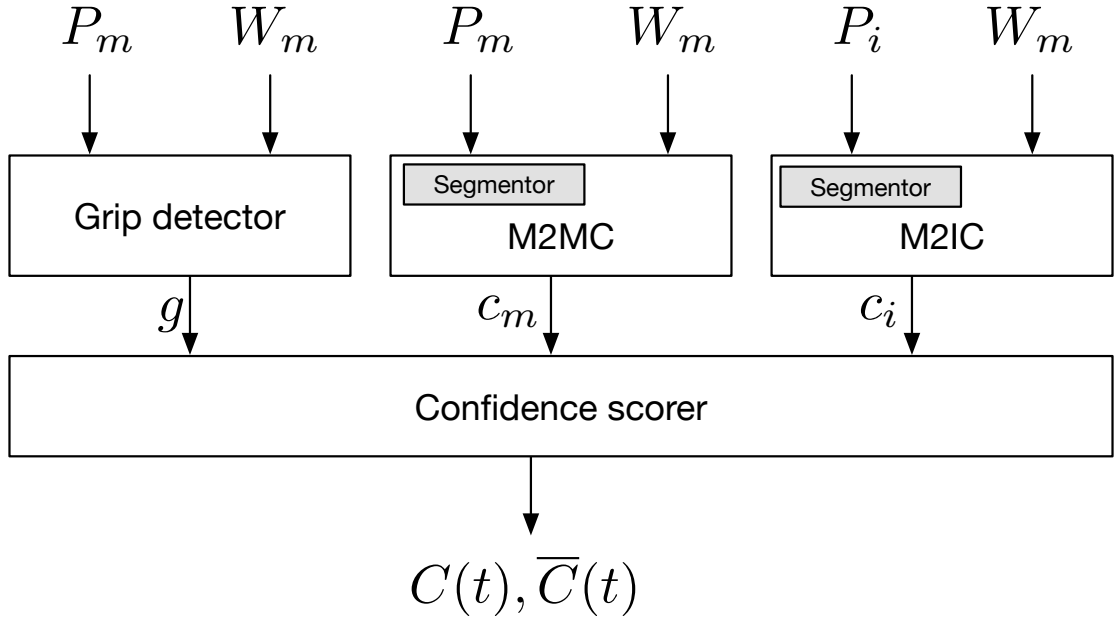 P_m W_m P_m W_m P_i W_m
Segmentor Segmentor
Grip detector M2MC M2IC
g c_m c_i
Confidence scorer
C(t), \overline{C}(t)